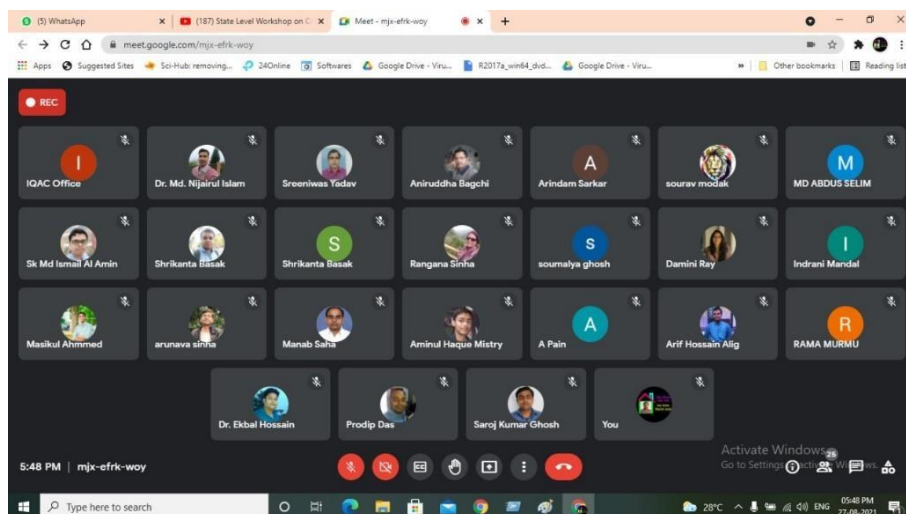 (5) WhatsApp
(187) State Level Workshop on C
Meet - mjx-efrk-woy
meet.google.com/mjx-efrk-woy
Apps Suggested Sites Sci-Hub: removing... 24Online Softwares Google Drive - Viru... R2017a_win64_dvd... Google Drive - Viru... » Other bookmarks Reading list
REC
I A M
IQAC Office Dr. Md. Nijairul Islam Sreeniwas Yadav Aniruddha Bagchi Arindam Sarkar sourav modak MD ABDUS SELIM
S s I
Sk Md Ismail Al Amin Shrikanta Basak Shrikanta Basak Rangana Sinha soumalya ghosh Damini Ray Indrani Mandal
A R
Masikul Ahmmed arunava sinha Manab Saha Aminul Haque Mistry A Pain Arif Hossain Alig RAMA MURMU
Dr. Ekbal Hossain Prodip Das Saroj Kumar Ghosh You
Activate Windows
5:48 PM | mjx-efrk-woy
Go to Settings
25
Type here to search
28°C ENG 05:48 PM
27-08-2021